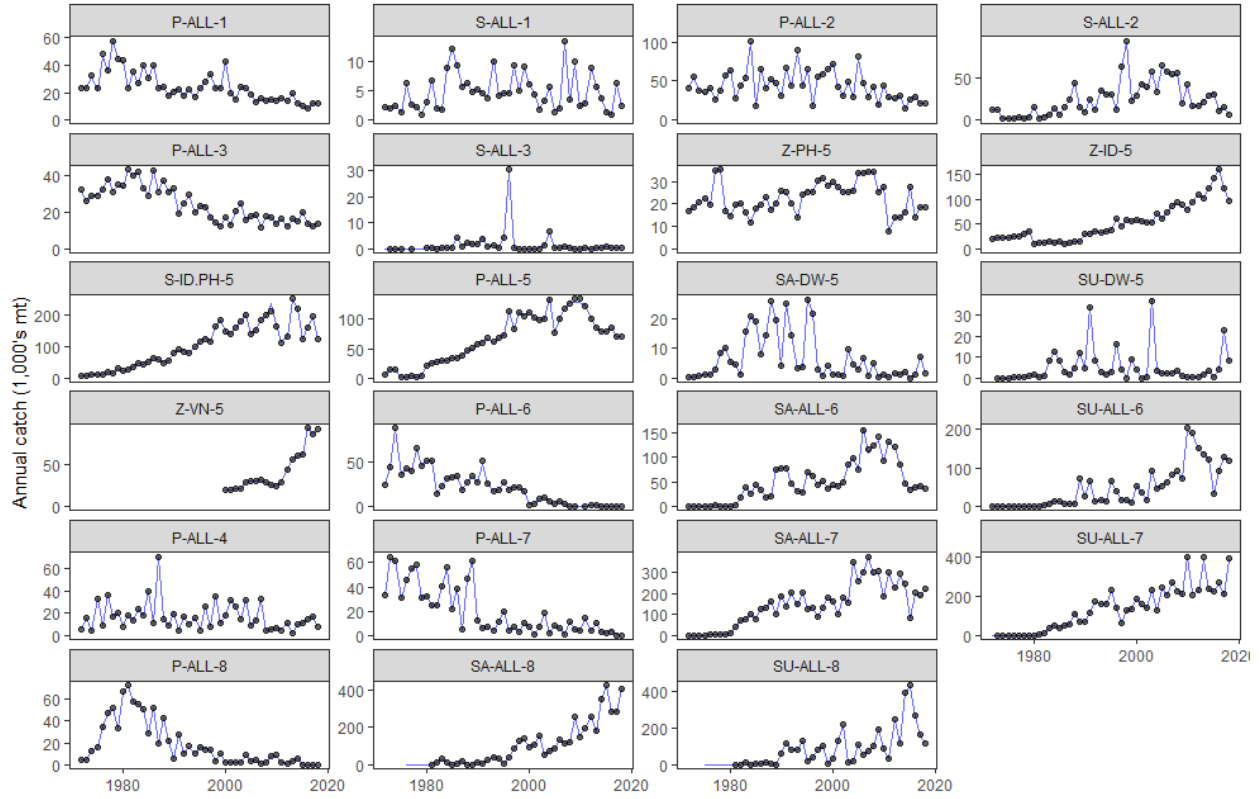 P-ALL-1 S-ALL-1 P-ALL-2 S-ALL-2
60 40 20 0
10 5 0
100 50 0
50 0
P-ALL-3 S-ALL-3 Z-PH-5 Z-ID-5
40 20 0
30 20 10 0
30 20 10 0
150 100 50 0
S-ID.PH-5 P-ALL-5 SA-DW-5 SU-DW-5
200 100 0
100 50 0
20 10 0
30 20 10 0
Annual catch (1,000's mt)
Z-VN-5 P-ALL-6 SA-ALL-6 SU-ALL-6
50 0
50 0
150 100 50 0
200 100 0
P-ALL-4 P-ALL-7 SA-ALL-7 SU-ALL-7
60 40 20 0
60 40 20 0
300 200 100 0
400 200 0
1980 2000 2020
P-ALL-8 SA-ALL-8 SU-ALL-8
60 40 20 0
400 200 0
400 200 0
1980 2000 2020 1980 2000 2020 1980 2000 2020